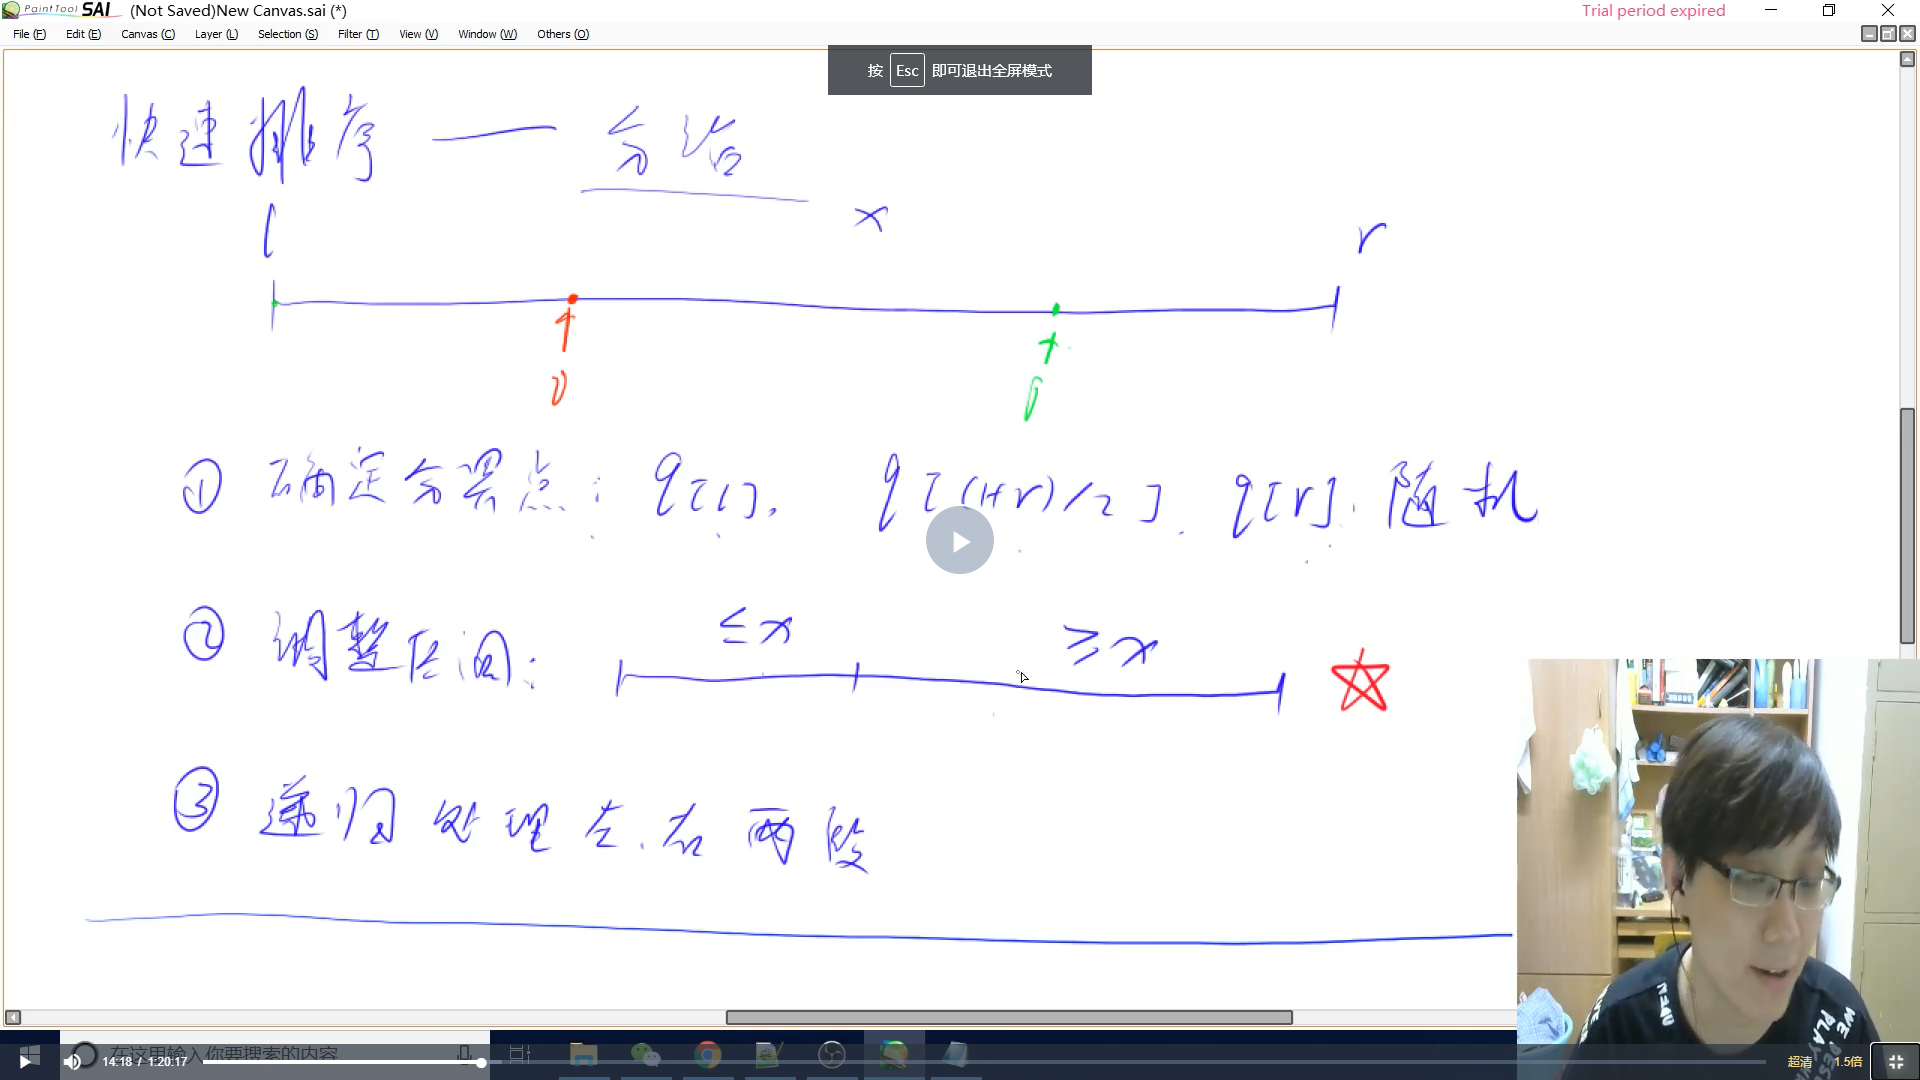 PaintTool SAI (Not Saved)New Canvas.sai (*)
Trial period expired
File (F) Edit (E) Canvas (C) Layer (L) Selection (S) Filter (T) View (V) Window (W) Others (O)
按 Esc 即可退出全屏模式
快速排序 — 分治
l x r
① 确定分界点: q[l], q[(l+r)/2], q[r], 随机
② 调整区间: ≤x ≥x
③ 递归处理左、右两段
在这里输入你要搜索的内容
14:18 / 1:20:17
超清 1.5倍